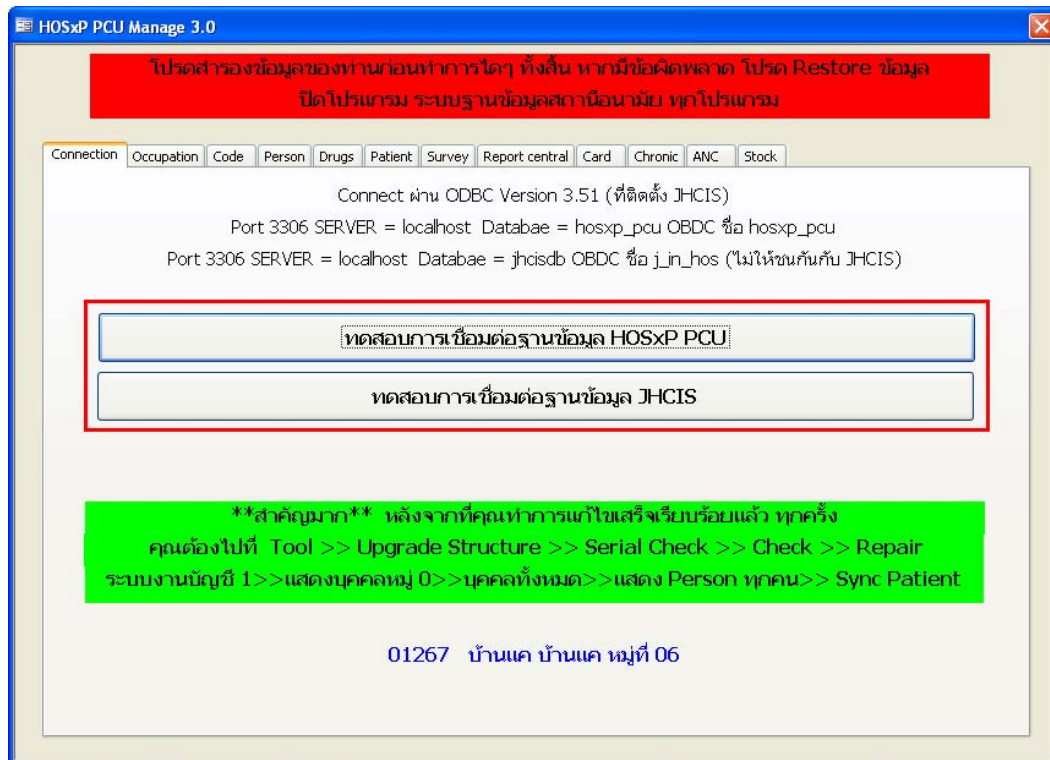 HOSxP PCU Manage 3.0
โปรดสำรองข้อมูลของท่านก่อนทำการใดๆ ทั้งสิ้น หากมีข้อผิดพลาด โปรด Restore ข้อมูล
ปิดโปรแกรม ระบบฐานข้อมูลสถานีอนามัย ทุกโปรแกรม
Connection Occupation Code Person Drugs Patient Survey Report central Card Chronic ANC Stock
Connect ผ่าน ODBC Version 3.51 (ที่ติดตั้ง JHCIS)
Port 3306 SERVER = localhost Databae = hosxp_pcu OBDC ชื่อ hosxp_pcu
Port 3306 SERVER = localhost Databae = jhcisdb OBDC ชื่อ j_in_hos (ไม่ให้ชนกันกับ JHCIS)
ทดสอบการเชื่อมต่อฐานข้อมูล HOSxP PCU
ทดสอบการเชื่อมต่อฐานข้อมูล JHCIS
**สำคัญมาก** หลังจากที่คุณทำการแก้ไขเสร็จเรียบร้อยแล้ว ทุกครั้ง
คุณต้องไปที่ Tool >> Upgrade Structure >> Serial Check >> Check >> Repair
ระบบงานบัญชี 1>>แสดงบุคคลหมู่ 0>>บุคคลทั้งหมด>>แสดง Person ทุกคน>> Sync Patient
01267 บ้านแค บ้านแค หมู่ที่ 06